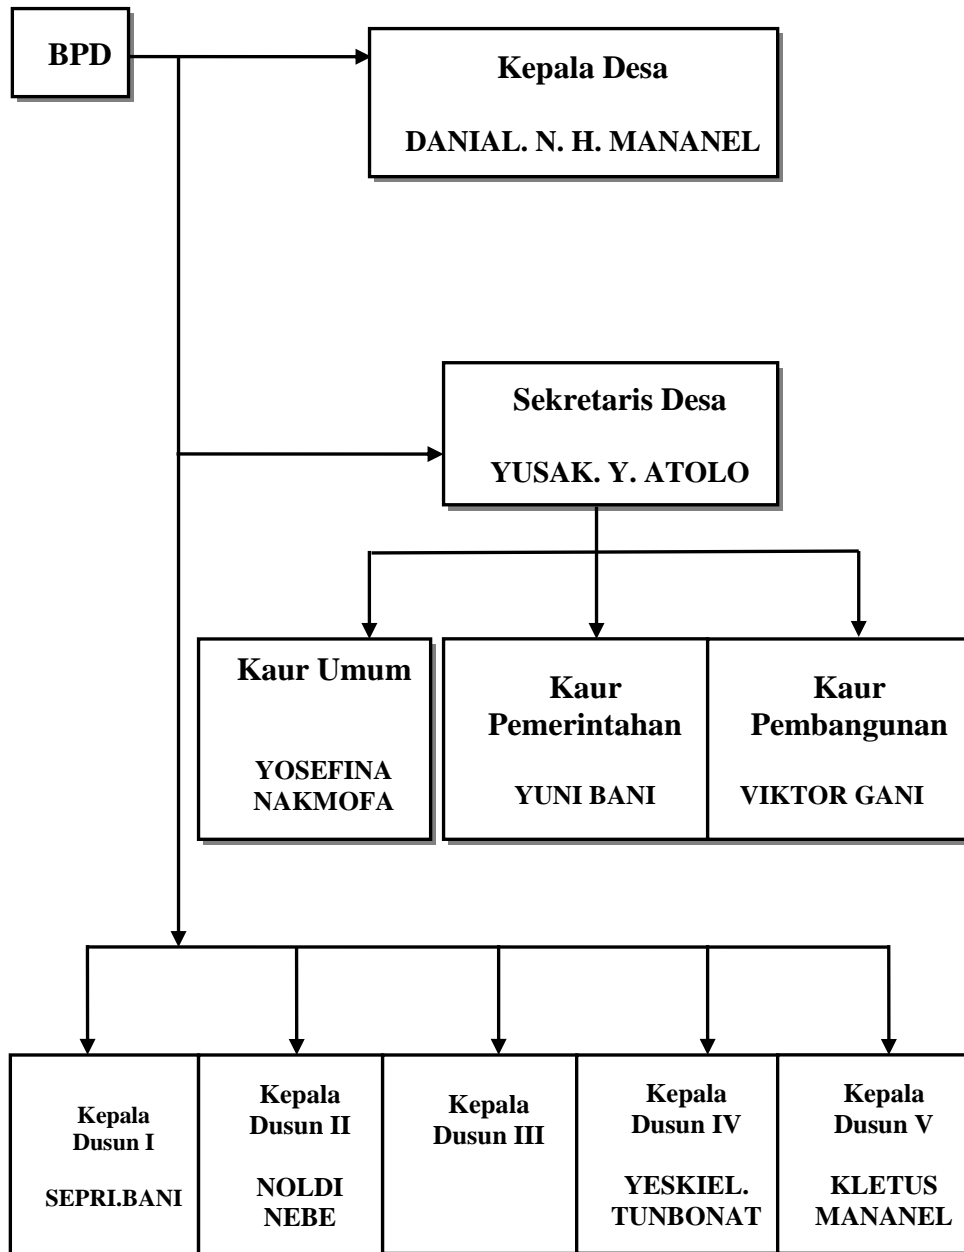 BPD
Kepala Desa
DANIAL. N. H. MANANEL
Sekretaris Desa
YUSAK. Y. ATOLO
Kaur Umum
YOSEFINA
NAKMOFA
Kaur
Pemerintahan
YUNI BANI
Kaur
Pembangunan
VIKTOR GANI
Kepala
Dusun I
SEPRI.BANI
Kepala
Dusun II
NOLDI
NEBE
Kepala
Dusun III
Kepala
Dusun IV
YESKIEL.
TUNBONAT
Kepala
Dusun V
KLETUS
MANANEL